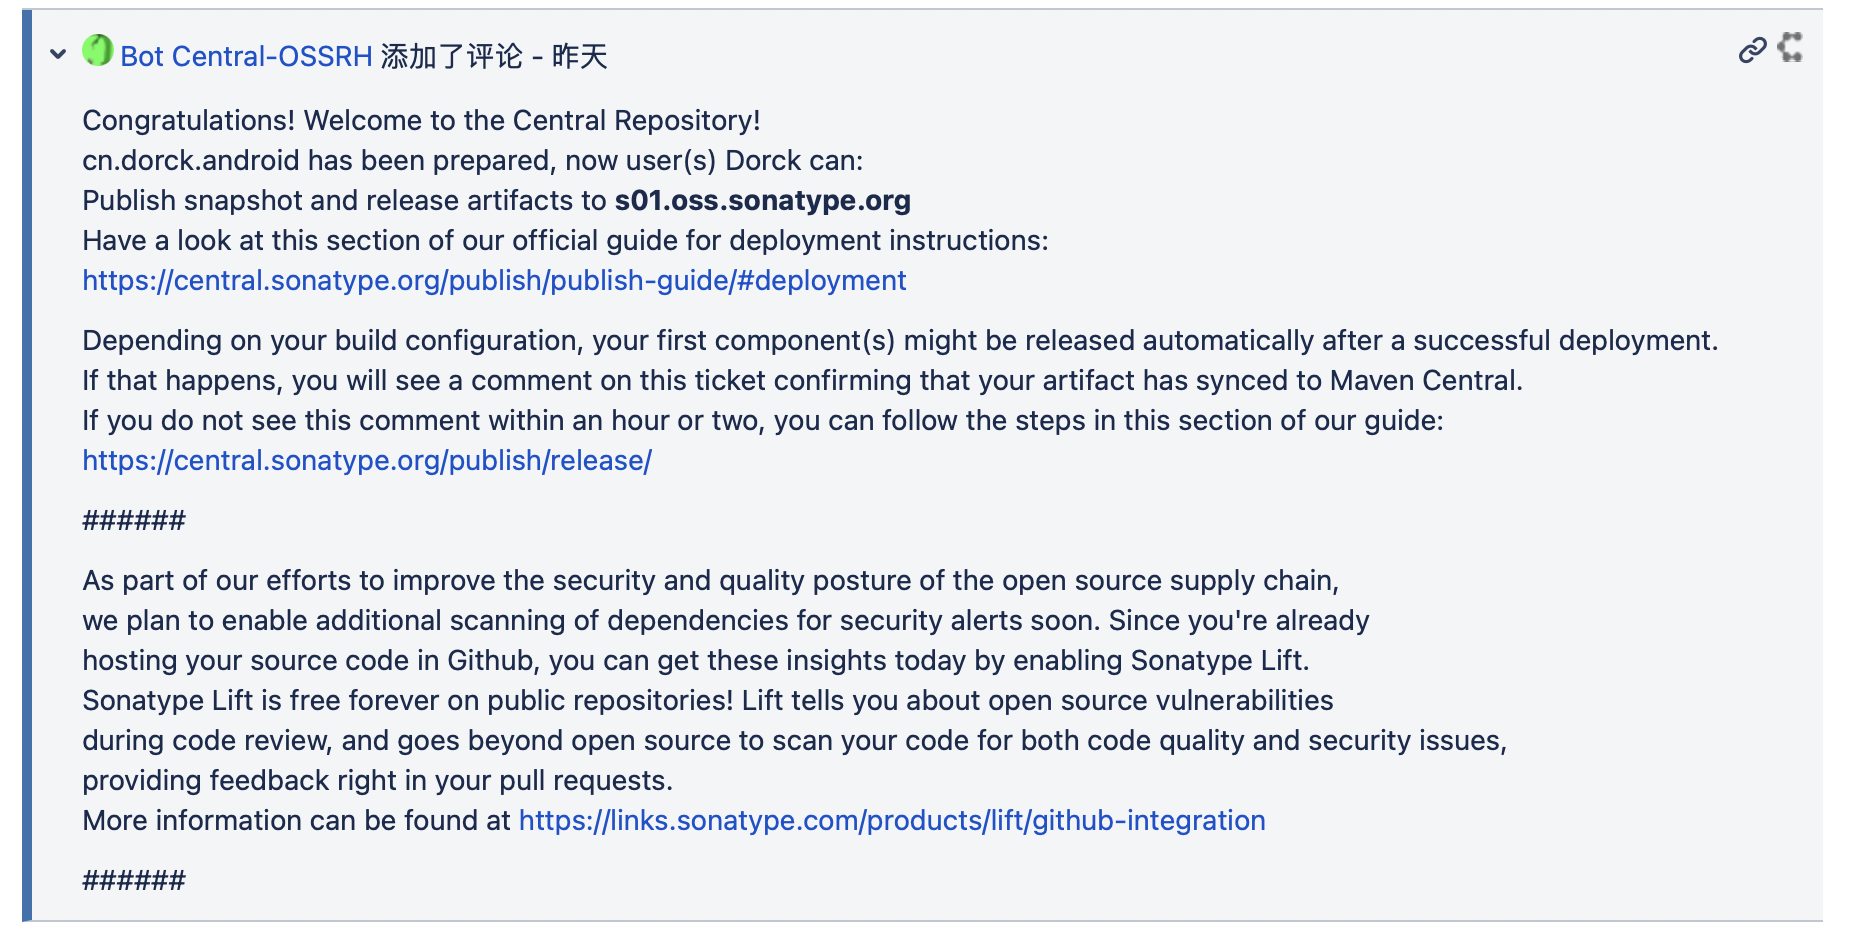 Bot Central-OSSRH 添加了评论 - 昨天
Congratulations! Welcome to the Central Repository!
cn.dorck.android has been prepared, now user(s) Dorck can:
Publish snapshot and release artifacts to s01.oss.sonatype.org
Have a look at this section of our official guide for deployment instructions:
https://central.sonatype.org/publish/publish-guide/#deployment
Depending on your build configuration, your first component(s) might be released automatically after a successful deployment.
If that happens, you will see a comment on this ticket confirming that your artifact has synced to Maven Central.
If you do not see this comment within an hour or two, you can follow the steps in this section of our guide:
https://central.sonatype.org/publish/release/
######
As part of our efforts to improve the security and quality posture of the open source supply chain,
we plan to enable additional scanning of dependencies for security alerts soon. Since you're already
hosting your source code in Github, you can get these insights today by enabling Sonatype Lift.
Sonatype Lift is free forever on public repositories! Lift tells you about open source vulnerabilities
during code review, and goes beyond open source to scan your code for both code quality and security issues,
providing feedback right in your pull requests.
More information can be found at https://links.sonatype.com/products/lift/github-integration
######